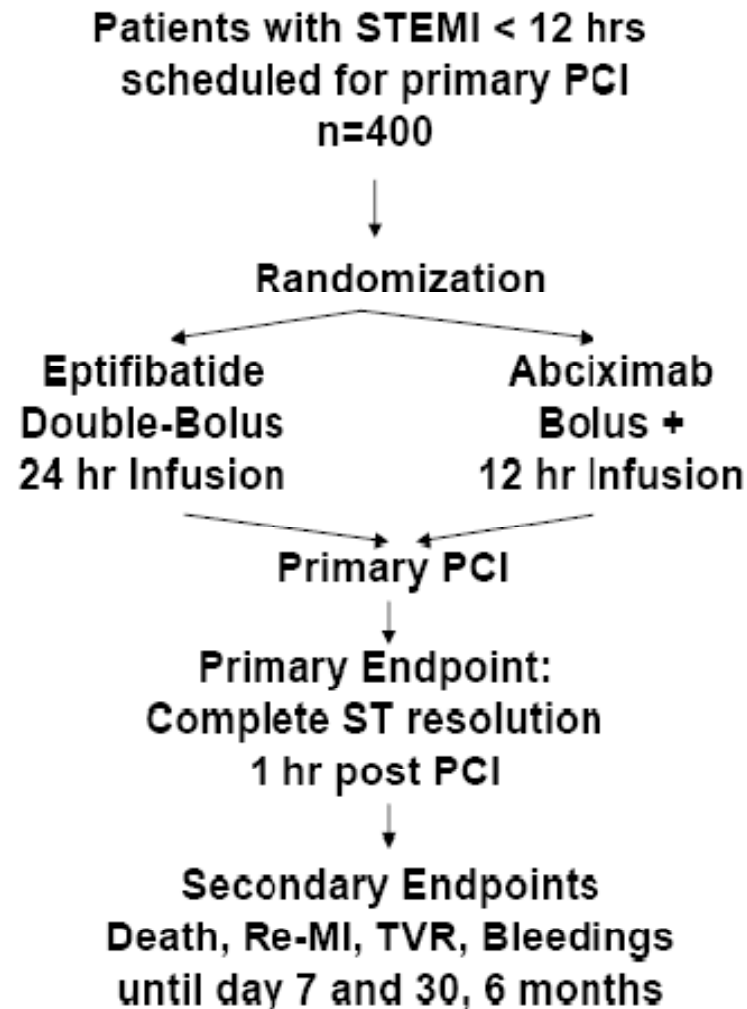 Patients with STEMI < 12 hrs
scheduled for primary PCI
n=400
Randomization
Eptifibatide
Double-Bolus
24 hr Infusion
Abciximab
Bolus +
12 hr Infusion
Primary PCI
Primary Endpoint:
Complete ST resolution
1 hr post PCI
Secondary Endpoints
Death, Re-MI, TVR, Bleedings
until day 7 and 30, 6 months